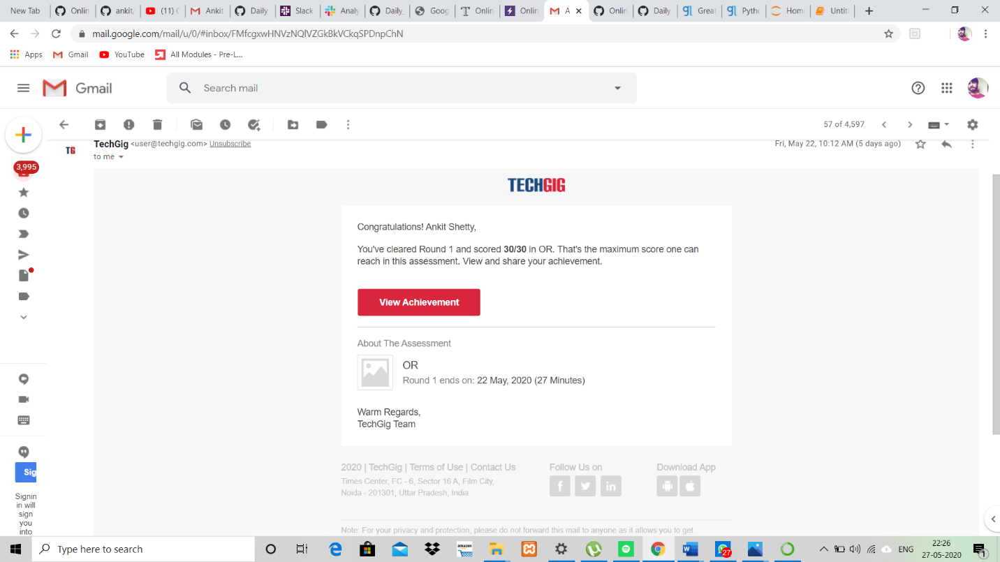 New Tab
Onlin
ankit/
(11) C
Ankit
Daily-
Slack
Analy
Daily_
Goog
Onlin
Onlin
A
Onlin
Daily
Great
Pytho
Home
Untitl
mail.google.com/mail/u/0/#inbox/FMfcgxwHNVzNQlVZGkBkVCkqSPDnpChN
Apps
Gmail
YouTube
All Modules - Pre-L...
Gmail
Search mail
57 of 4,597
TG
TechGig <user@techgig.com> Unsubscribe
Fri, May 22, 10:12 AM (5 days ago)
to me
3,995
TECHGIG
Congratulations! Ankit Shetty,
You've cleared Round 1 and scored 30/30 in OR. That's the maximum score one can
reach in this assessment. View and share your achievement.
View Achievement
About The Assessment
OR
Round 1 ends on: 22 May, 2020 (27 Minutes)
Warm Regards,
TechGig Team
2020 | TechGig | Terms of Use | Contact Us
Times Center, FC - 6, Sector 16 A, Film City,
Noida - 201301, Uttar Pradesh, India
Follow Us on
Download App
Note: For your privacy and protection, please do not forward this mail to anyone as it allows you to get
Sig
Signin
in will
sign
you
into
Type here to search
amazon
27
ENG
22:26
27-05-2020
1